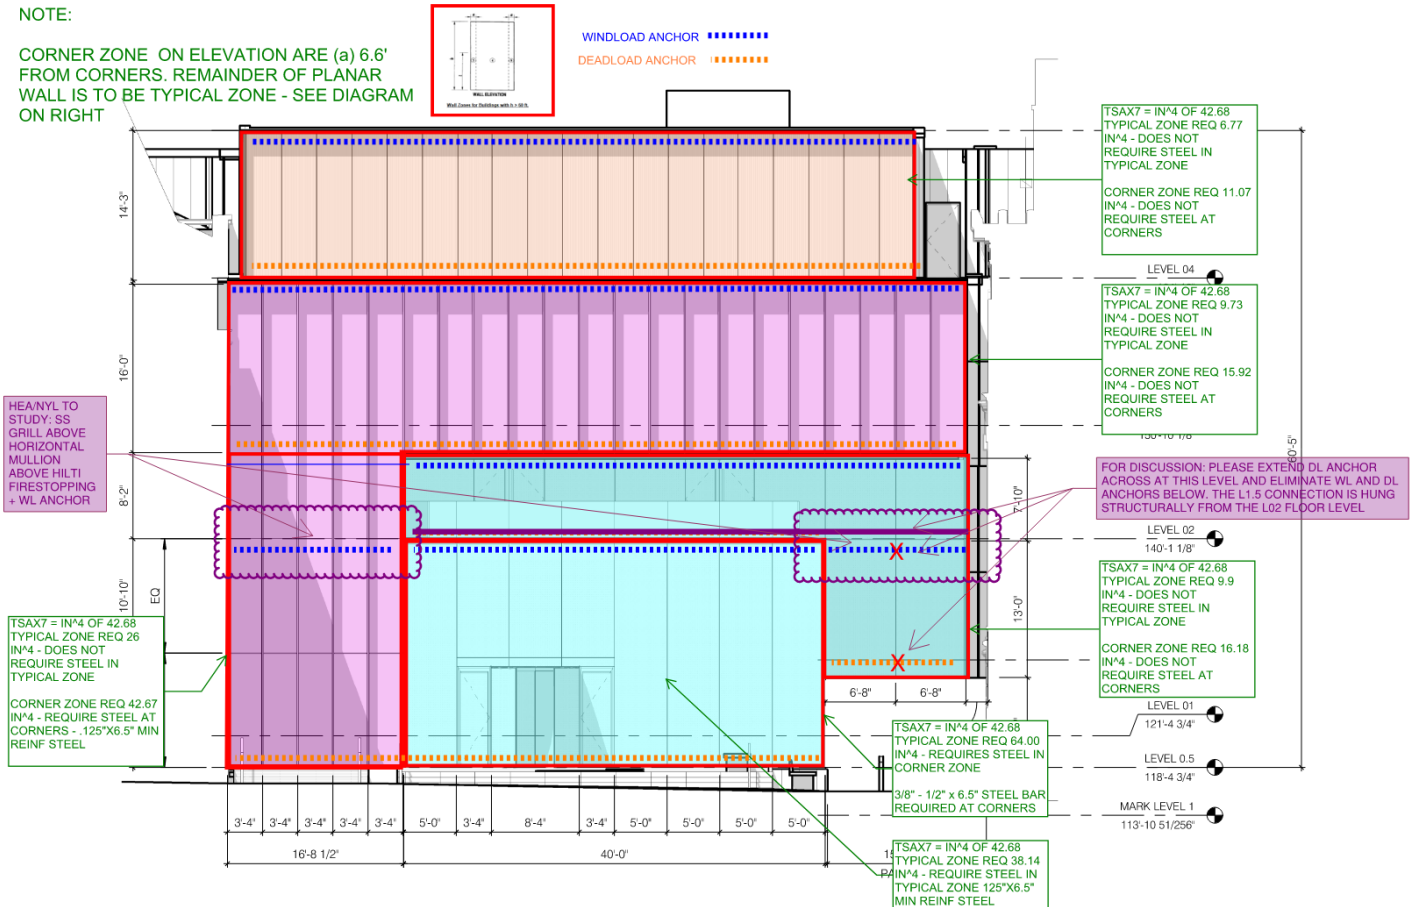 NOTE:
CORNER ZONE ON ELEVATION ARE (a) 6.6'
FROM CORNERS. REMAINDER OF PLANAR
WALL IS TO BE TYPICAL ZONE - SEE DIAGRAM
ON RIGHT
WALL ELEVATION
WINDLOAD ANCHOR
DEADLOAD ANCHOR
TSAX7 = IN^4 OF 42.68
TYPICAL ZONE REQ 6.77
IN^4 - DOES NOT
REQUIRE STEEL IN
TYPICAL ZONE
CORNER ZONE REQ 11.07
IN^4 - DOES NOT
REQUIRE STEEL AT
CORNERS
14'-3"
LEVEL 04
TSAX7 = IN^4 OF 42.68
TYPICAL ZONE REQ 9.73
IN^4 - DOES NOT
REQUIRE STEEL IN
TYPICAL ZONE
CORNER ZONE REQ 15.92
IN^4 - DOES NOT
REQUIRE STEEL AT
CORNERS
16'-0"
60'-5"
HEA/NYL TO
STUDY: SS
GRILL ABOVE
HORIZONTAL
MULLION
ABOVE HILTI
FIRESTOPPING
+ WL ANCHOR
8'-2"
7'-10"
FOR DISCUSSION: PLEASE EXTEND DL ANCHOR
ACROSS AT THIS LEVEL AND ELIMINATE WL AND DL
ANCHORS BELOW. THE L1.5 CONNECTION IS HUNG
STRUCTURALLY FROM THE L02 FLOOR LEVEL
LEVEL 02
140'-1 1/8"
X
TSAX7 = IN^4 OF 42.68
TYPICAL ZONE REQ 9.9
IN^4 - DOES NOT
REQUIRE STEEL IN
TYPICAL ZONE
CORNER ZONE REQ 16.18
IN^4 - DOES NOT
REQUIRE STEEL AT
CORNERS
10'-10"
EQ
13'-0"
X
TSAX7 = IN^4 OF 42.68
TYPICAL ZONE REQ 26
IN^4 - DOES NOT
REQUIRE STEEL IN
TYPICAL ZONE
CORNER ZONE REQ 42.67
IN^4 - REQUIRE STEEL AT
CORNERS - .125"X6.5" MIN
REINF STEEL
6'-8" 6'-8"
LEVEL 01
121'-4 3/4"
LEVEL 0.5
118'-4 3/4"
MARK LEVEL 1
113'-10 51/256"
TSAX7 = IN^4 OF 42.68
TYPICAL ZONE REQ 64.00
IN^4 - REQUIRES STEEL IN
CORNER ZONE
3/8" - 1/2" x 6.5" STEEL BAR
REQUIRED AT CORNERS
3'-4" 3'-4" 3'-4" 3'-4" 3'-4" 5'-0" 3'-4" 8'-4" 3'-4" 5'-0" 5'-0" 5'-0" 5'-0"
16'-8 1/2" 40'-0"
TSAX7 = IN^4 OF 42.68
TYPICAL ZONE REQ 38.14
IN^4 - REQUIRE STEEL IN
TYPICAL ZONE 125"X6.5"
MIN REINF STEEL